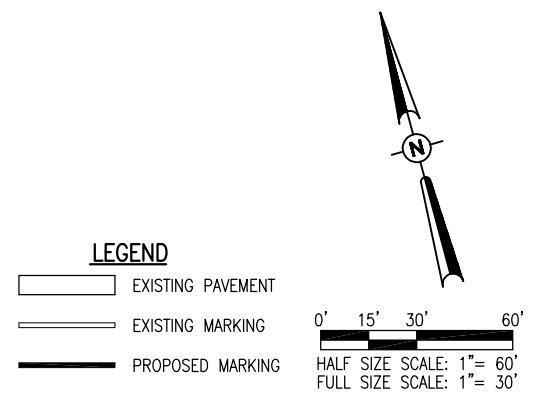 N
LEGEND
EXISTING PAVEMENT
EXISTING MARKING
PROPOSED MARKING
0' 15' 30' 60'
HALF SIZE SCALE: 1"= 60'
FULL SIZE SCALE: 1"= 30'